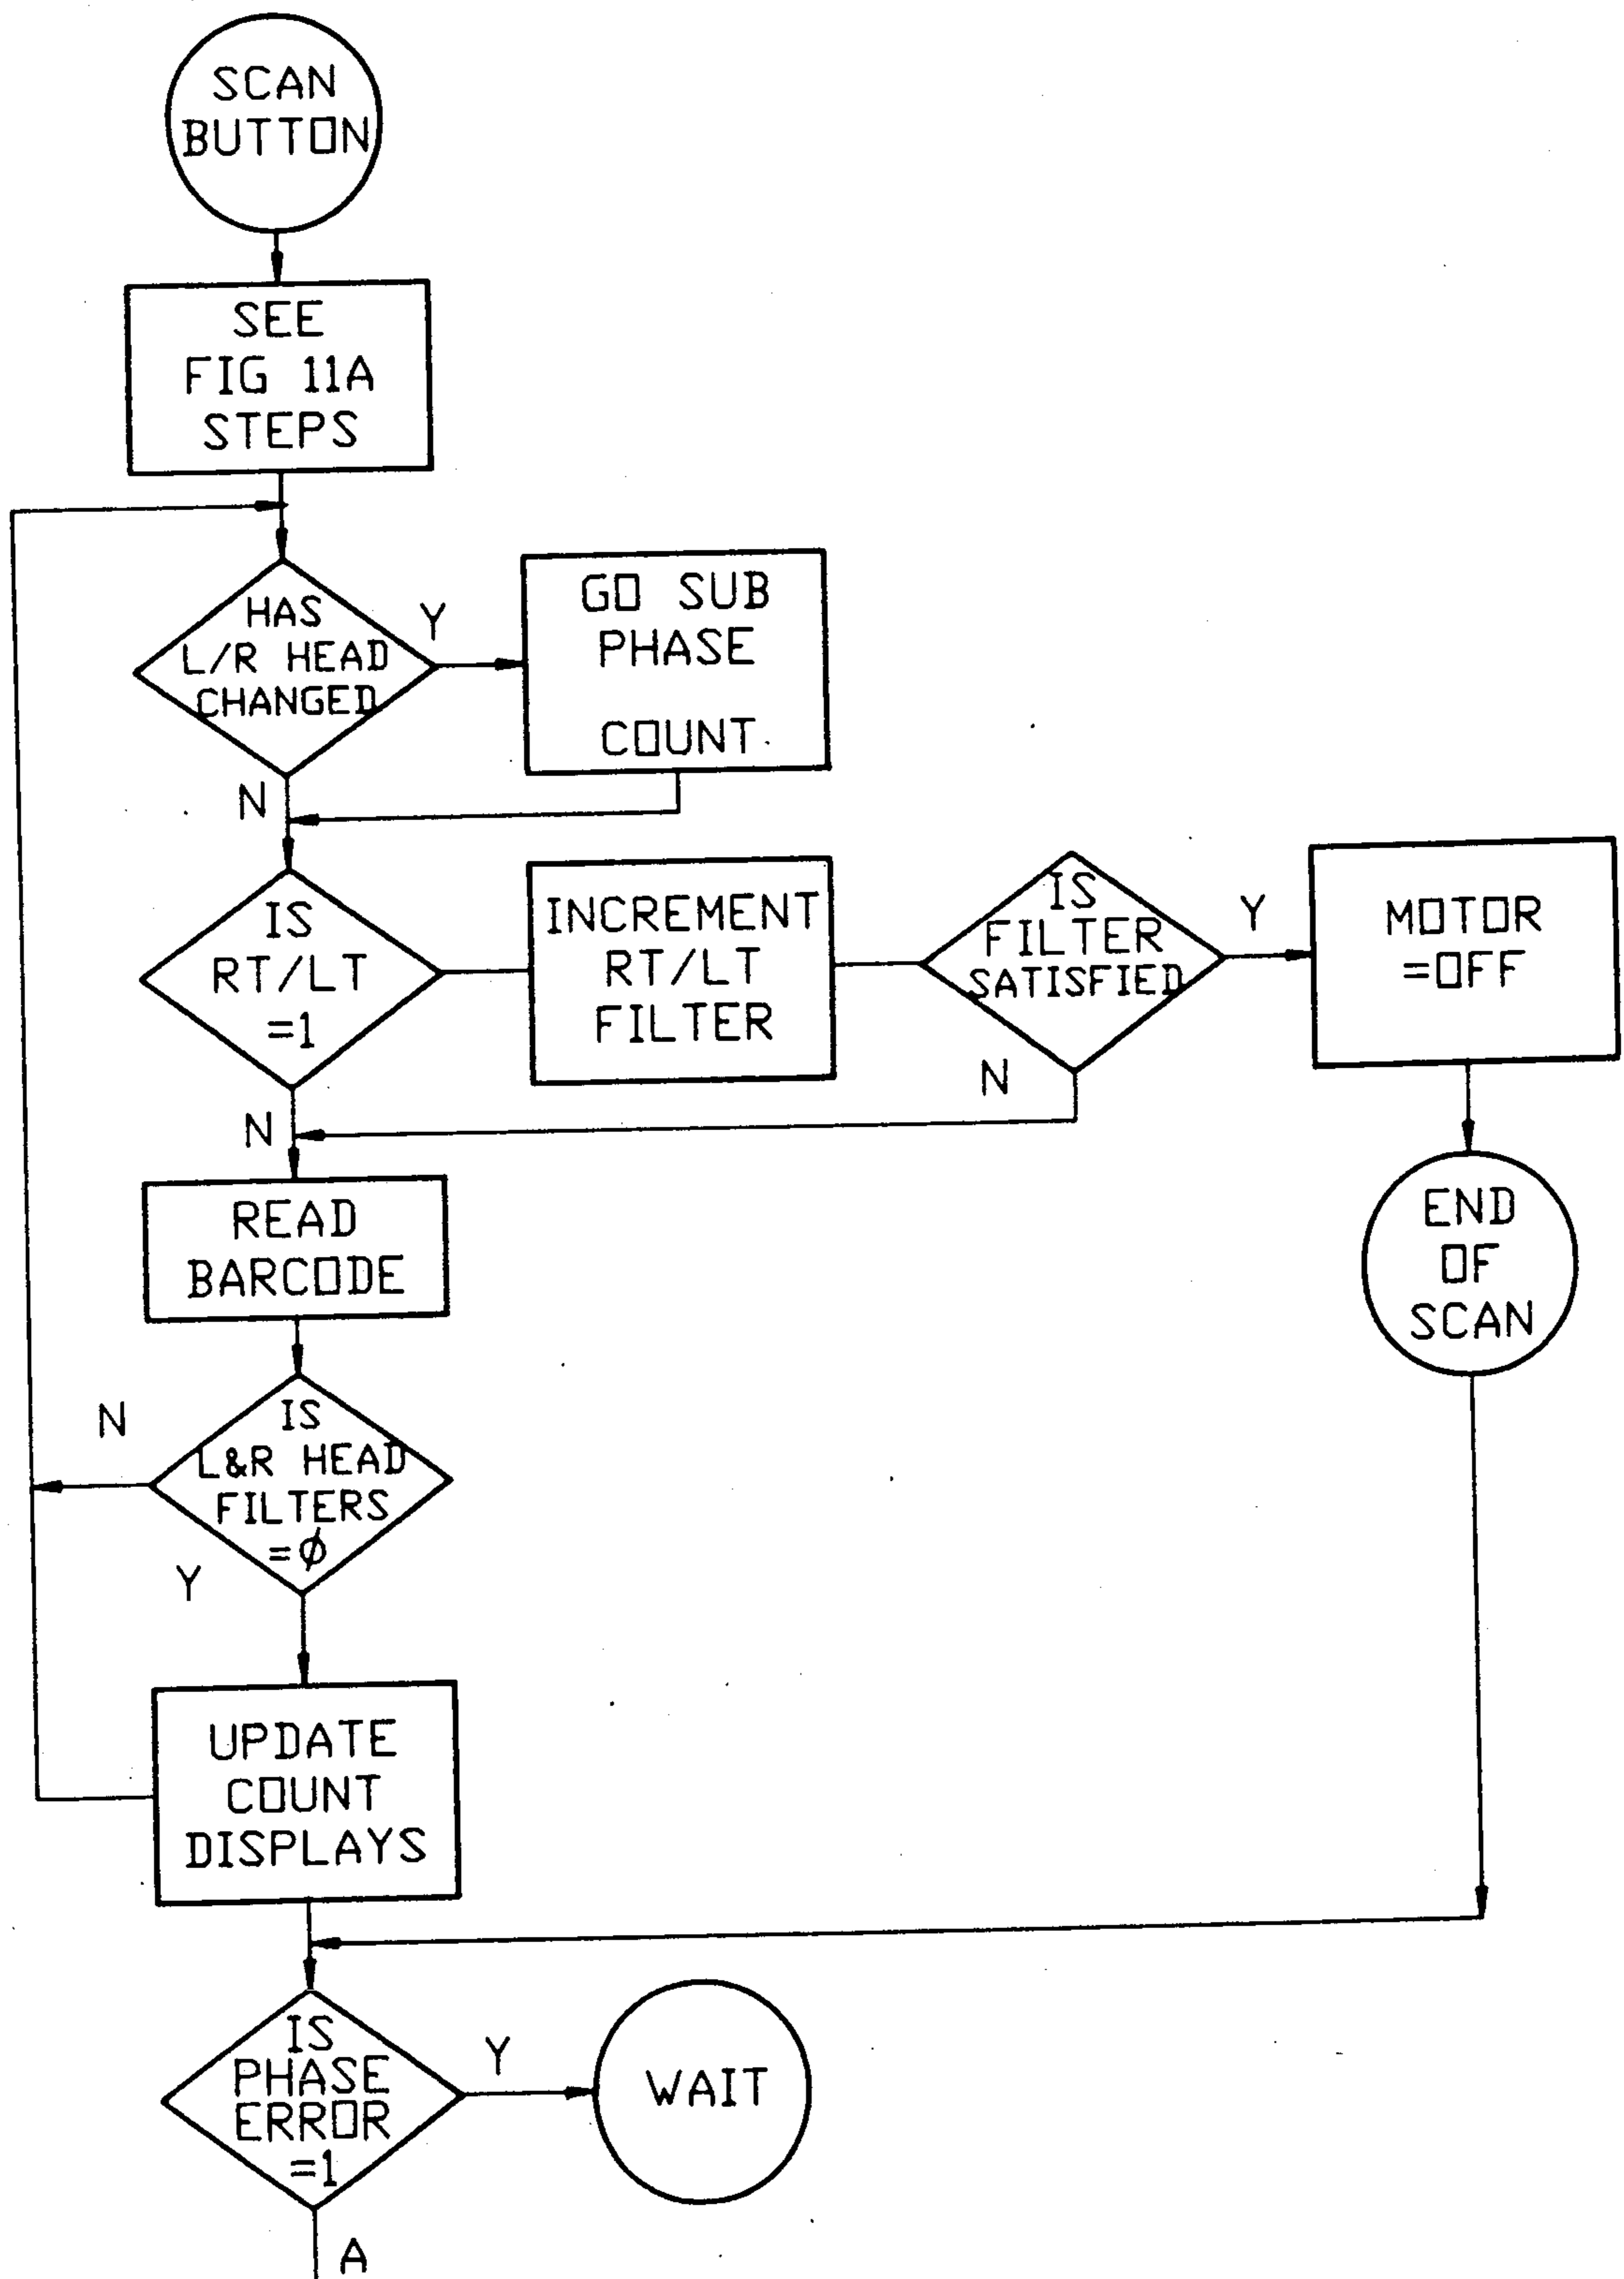 SCAN
BUTTON
SEE
FIG 11A
STEPS
HAS
L/R HEAD
CHANGED
Y
N
GO SUB
PHASE
COUNT
IS
RT/LT
=1
N
INCREMENT
RT/LT
FILTER
IS
FILTER
SATISFIED
Y
N
MOTOR
=OFF
END
OF
SCAN
READ
BARCODE
IS
L&R HEAD
FILTERS
=ϕ
N
Y
UPDATE
COUNT
DISPLAYS
IS
PHASE
ERROR
=1
Y
WAIT
A